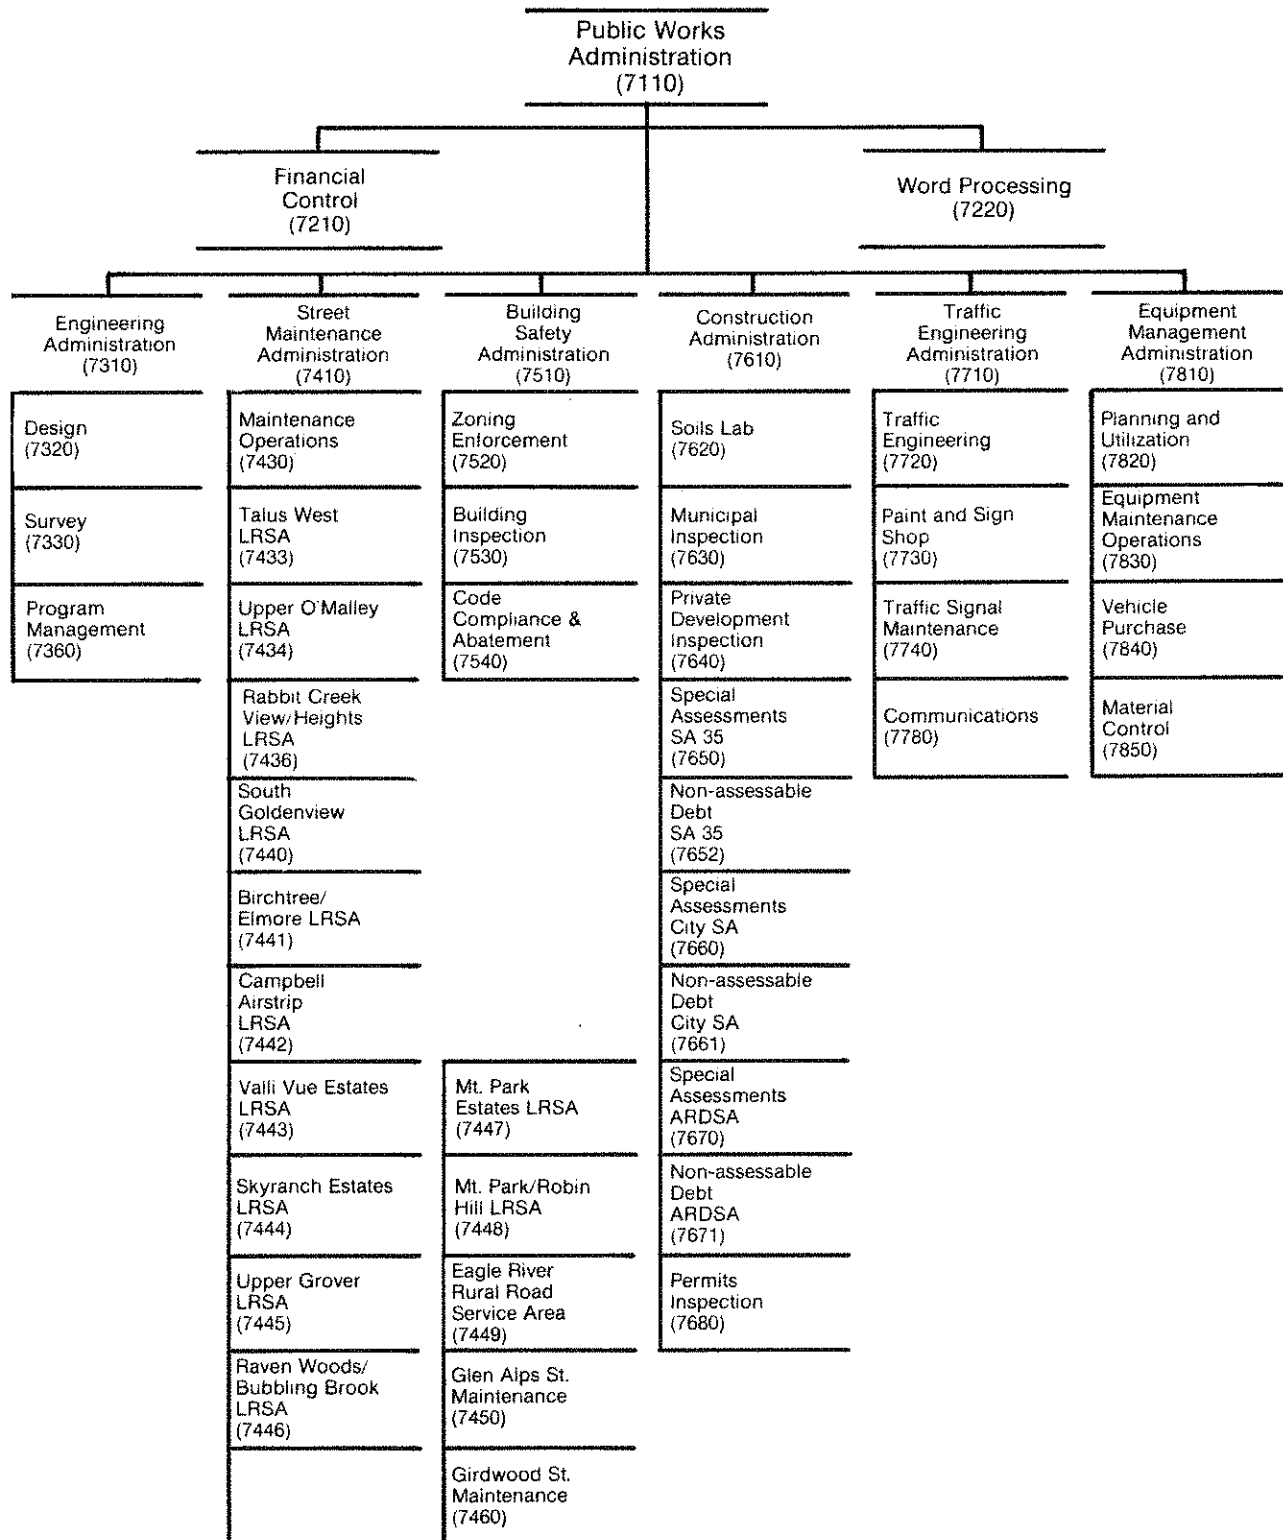 Public Works
Administration
(7110)
Financial
Control
(7210)
Word Processing
(7220)
Engineering
Administration
(7310)
Street
Maintenance
Administration
(7410)
Building
Safety
Administration
(7510)
Construction
Administration
(7610)
Traffic
Engineering
Administration
(7710)
Equipment
Management
Administration
(7810)
Design
(7320)
Survey
(7330)
Program
Management
(7360)
Maintenance
Operations
(7430)
Talus West
LRSA
(7433)
Upper O'Malley
LRSA
(7434)
Rabbit Creek
View/Heights
LRSA
(7436)
South
Goldenview
LRSA
(7440)
Birchtree/
Elmore LRSA
(7441)
Campbell
Airstrip
LRSA
(7442)
Valli Vue Estates
LRSA
(7443)
Skyranch Estates
LRSA
(7444)
Upper Grover
LRSA
(7445)
Raven Woods/
Bubbling Brook
LRSA
(7446)
Zoning
Enforcement
(7520)
Building
Inspection
(7530)
Code
Compliance &
Abatement
(7540)
Mt. Park
Estates LRSA
(7447)
Mt. Park/Robin
Hill LRSA
(7448)
Eagle River
Rural Road
Service Area
(7449)
Glen Alps St.
Maintenance
(7450)
Girdwood St.
Maintenance
(7460)
Soils Lab
(7620)
Municipal
Inspection
(7630)
Private
Development
Inspection
(7640)
Special
Assessments
SA 35
(7650)
Non-assessable
Debt
SA 35
(7652)
Special
Assessments
City SA
(7660)
Non-assessable
Debt
City SA
(7661)
Special
Assessments
ARDSA
(7670)
Non-assessable
Debt
ARDSA
(7671)
Permits
Inspection
(7680)
Traffic
Engineering
(7720)
Paint and Sign
Shop
(7730)
Traffic Signal
Maintenance
(7740)
Communications
(7780)
Planning and
Utilization
(7820)
Equipment
Maintenance
Operations
(7830)
Vehicle
Purchase
(7840)
Material
Control
(7850)